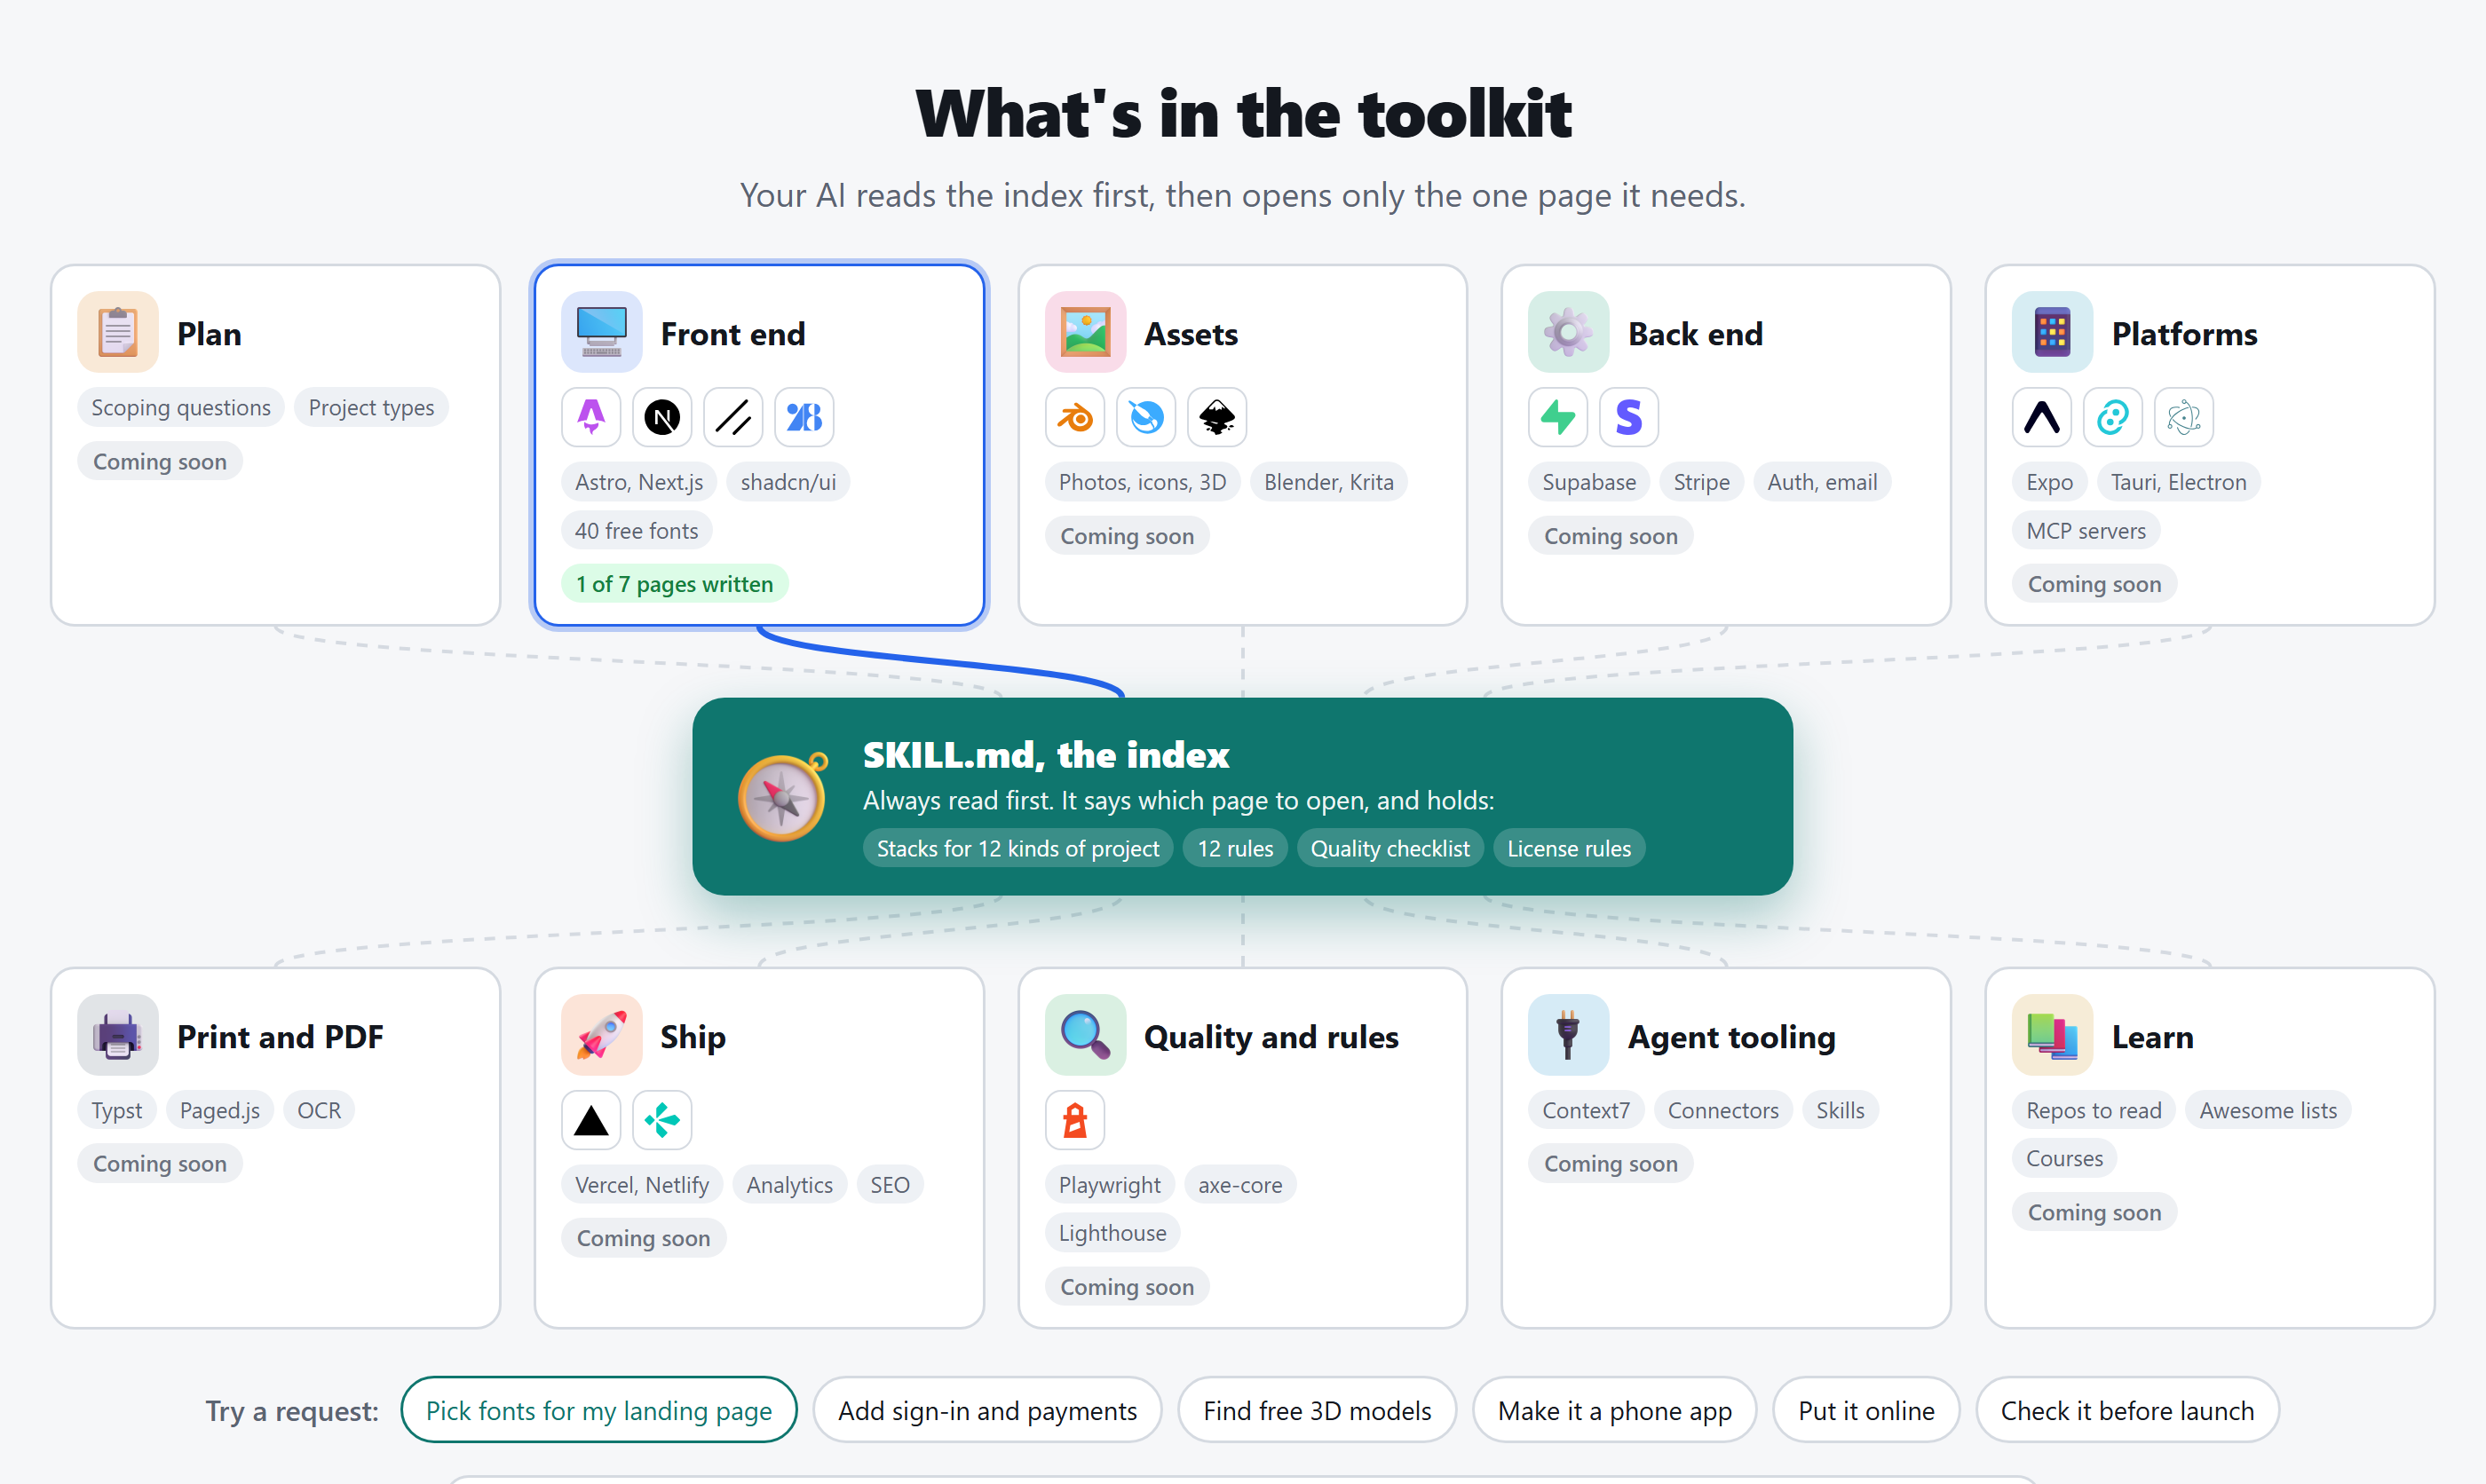 What's in the toolkit
Your AI reads the index first, then opens only the one page it needs.
Plan
Scoping questions
Project types
Coming soon
Front end
Astro, Next.js
shadcn/ui
40 free fonts
1 of 7 pages written
Assets
Photos, icons, 3D
Blender, Krita
Coming soon
Back end
Supabase
Stripe
Auth, email
Coming soon
Platforms
Expo
Tauri, Electron
MCP servers
Coming soon
SKILL.md, the index
Always read first. It says which page to open, and holds:
Stacks for 12 kinds of project
12 rules
Quality checklist
License rules
Print and PDF
Typst
Paged.js
OCR
Coming soon
Ship
Vercel, Netlify
Analytics
SEO
Coming soon
Quality and rules
Playwright
axe-core
Lighthouse
Coming soon
Agent tooling
Context7
Connectors
Skills
Coming soon
Learn
Repos to read
Awesome lists
Courses
Coming soon
Try a request:
Pick fonts for my landing page
Add sign-in and payments
Find free 3D models
Make it a phone app
Put it online
Check it before launch